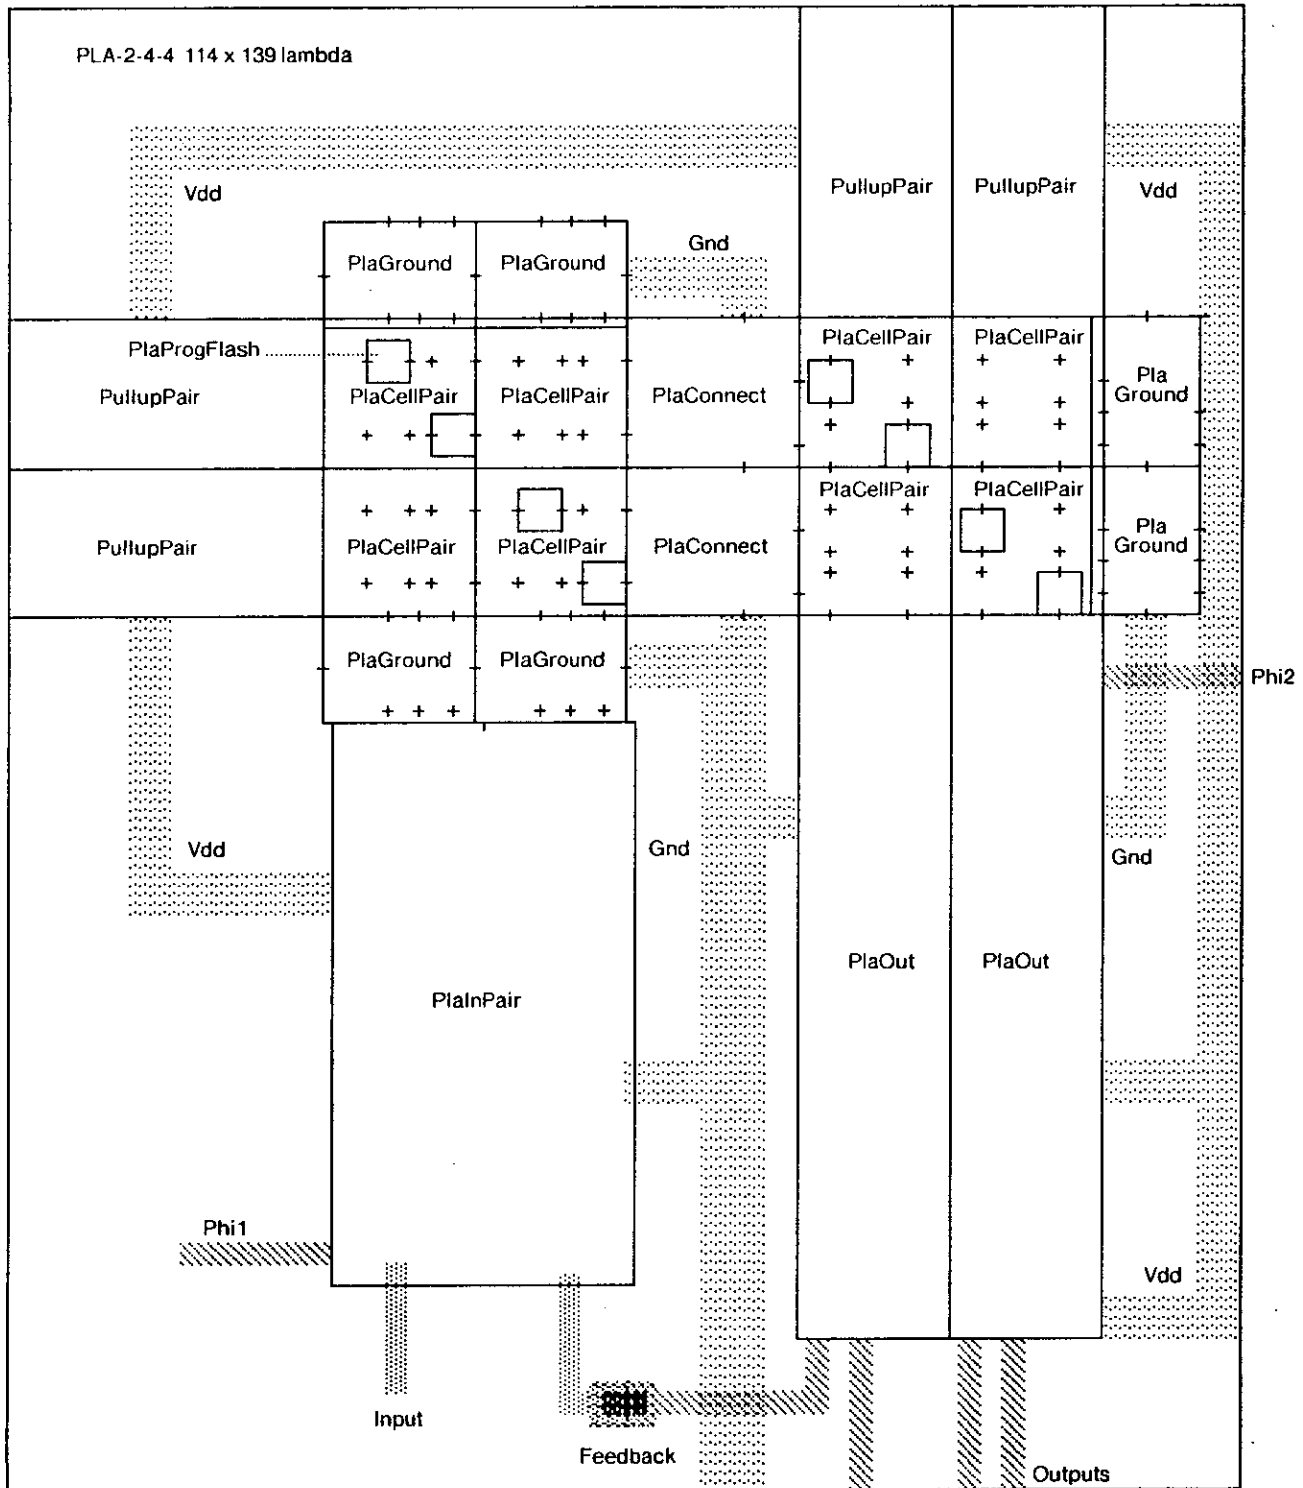 PLA-2-4-4 114 x 139 lambda
PullupPair PullupPair
Vdd
Vdd
Gnd
PlaGround PlaGround
PlaCellPair PlaCellPair
PlaProgFlash
PullupPair
PlaCellPair PlaCellPair
PlaConnect
Pla
Ground
PlaCellPair PlaCellPair
PullupPair
PlaCellPair PlaCellPair
PlaConnect
Pla
Ground
PlaGround PlaGround
Phi2
Vdd
Gnd
Gnd
PlaOut PlaOut
PlaInPair
Phi1
Vdd
Input
Feedback
Outputs